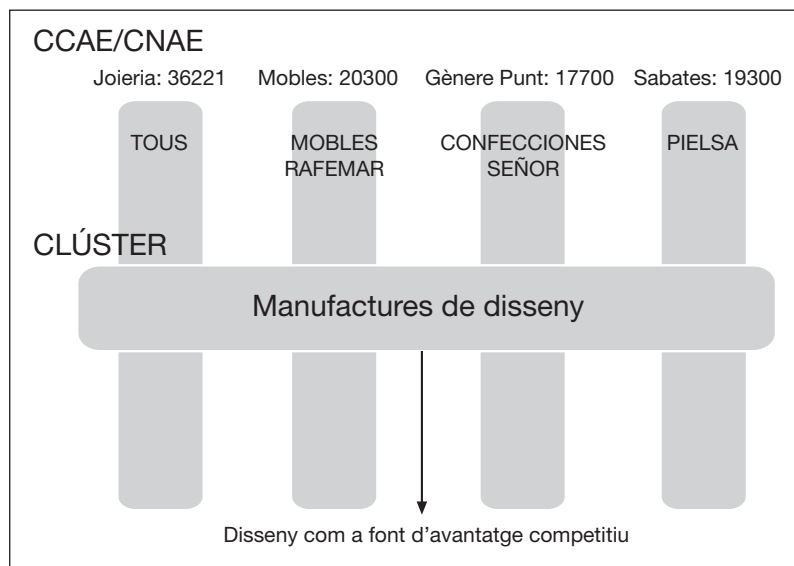 CCAE/CNAE
Joieria: 36221 Mobles: 20300 Gènere Punt: 17700 Sabates: 19300
TOUS MOBLES CONFECCIONES PIELSA
RAFEMAR SEÑOR
CLÚSTER
Manufactures de disseny
Disseny com a font d’avantatge competitiu